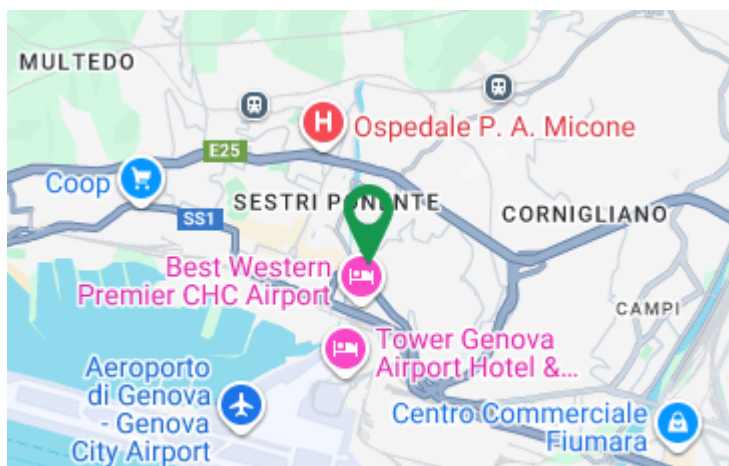 MULTEDO
H
Ospedale P. A. Micone
E25
Coop
SESTRI PONENTE
CORNIGLIANO
SS1
Best Western
Premier CHC Airport
CAMPI
Tower Genova
Airport Hotel &...
Aeroporto
di Genova
- Genova
City Airport
Centro Commerciale
Fiumara